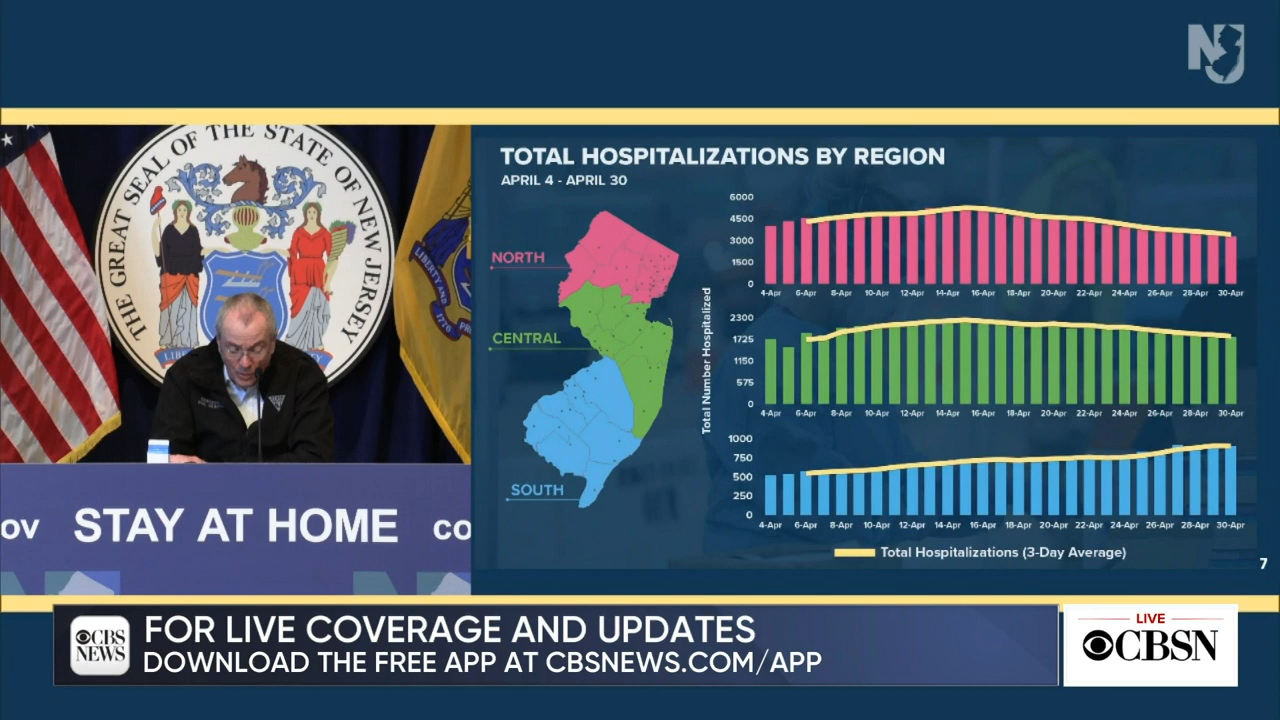 NJ
THE GREAT SEAL OF THE STATE OF NEW JERSEY
LIBERTY AND
1776
ov STAY AT HOME co
TOTAL HOSPITALIZATIONS BY REGION
APRIL 4 - APRIL 30
NORTH
CENTRAL
SOUTH
Total Number Hospitalized
6000
4500
3000
1500
0
4-Apr 6-Apr 8-Apr 10-Apr 12-Apr 14-Apr 16-Apr 18-Apr 20-Apr 22-Apr 24-Apr 26-Apr 28-Apr 30-Apr
2300
1725
1150
575
0
4-Apr 6-Apr 8-Apr 10-Apr 12-Apr 14-Apr 16-Apr 18-Apr 20-Apr 22-Apr 24-Apr 26-Apr 28-Apr 30-Apr
1000
750
500
250
0
4-Apr 6-Apr 8-Apr 10-Apr 12-Apr 14-Apr 16-Apr 18-Apr 20-Apr 22-Apr 24-Apr 26-Apr 28-Apr 30-Apr
Total Hospitalizations (3-Day Average)
7
CBS
NEWS
FOR LIVE COVERAGE AND UPDATES
DOWNLOAD THE FREE APP AT CBSNEWS.COM/APP
LIVE
CBSN